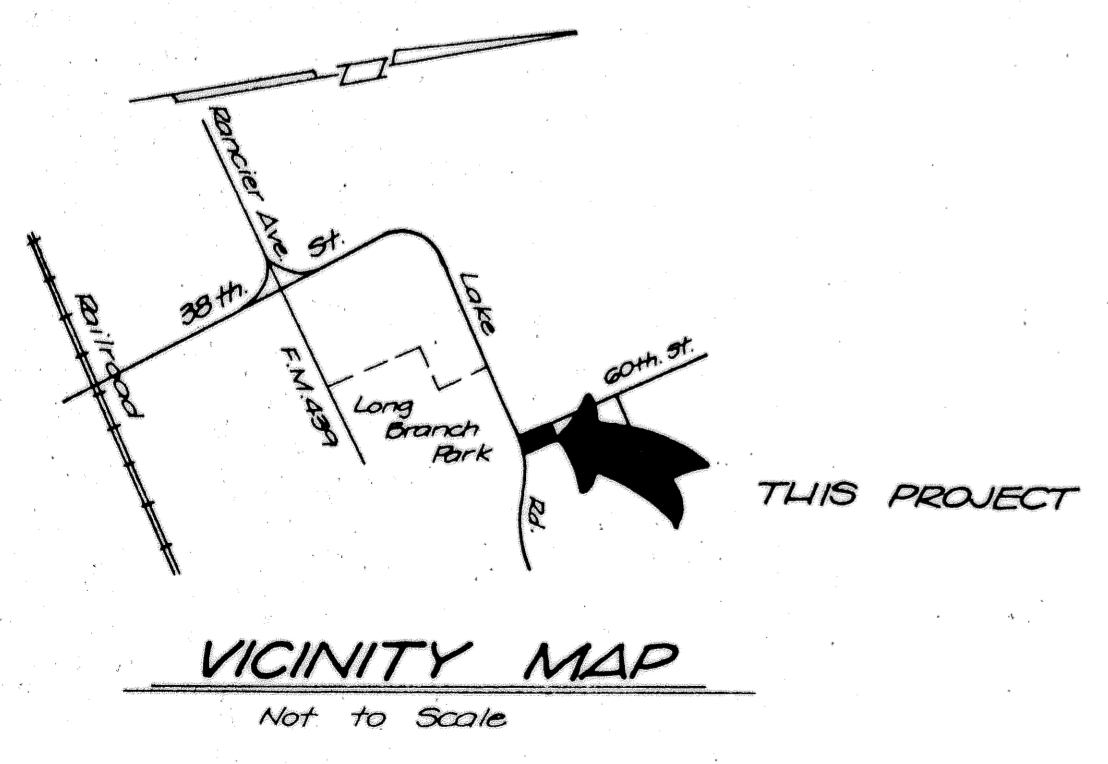 Rancier Ave.
38th. St.
Railroad
Lake
F.M.439
60th. St.
Long
Branch
Park
Rd.
THIS PROJECT
VICINITY MAP
Not to Scale